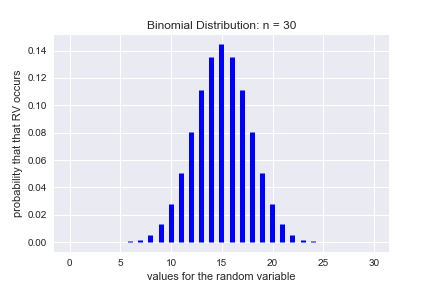 Binomial Distribution: n = 30
0.14
0.12
0.10
0.08
0.06
0.04
0.02
0.00
probability that that RV occurs
0 5 10 15 20 25 30
values for the random variable